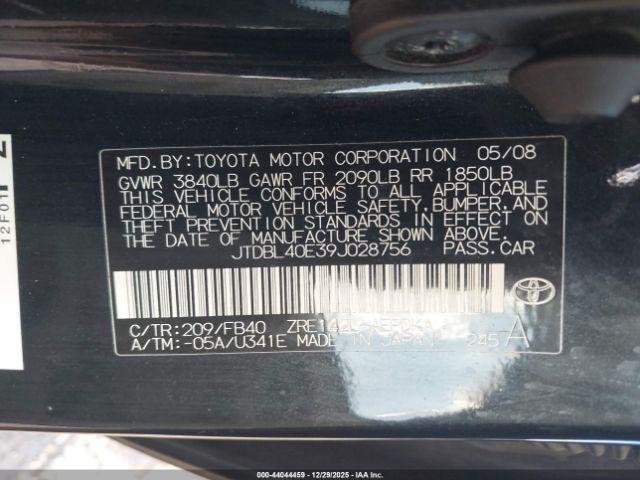 MFD.BY:TOYOTA MOTOR CORPORATION 05/08
GVWR 3840LB GAWR FR 2090LB RR 1850LB
THIS VEHICLE CONFORMS TO ALL APPLICABLE
FEDERAL MOTOR VEHICLE SAFETY,BUMPER,AND
THEFT PREVENTION STANDARDS IN EFFECT ON
THE DATE OF MANUFACTURE SHOWN ABOVE.
JTDBL40E39J028756 PASS.CAR
C/TR:209/FB40 ZRE142L-AEPDKA
A/TM:-05A/U341E MADE IN JAPAN 245 A
12F01
000-44044459 | 12/29/2025 - IAA Inc.